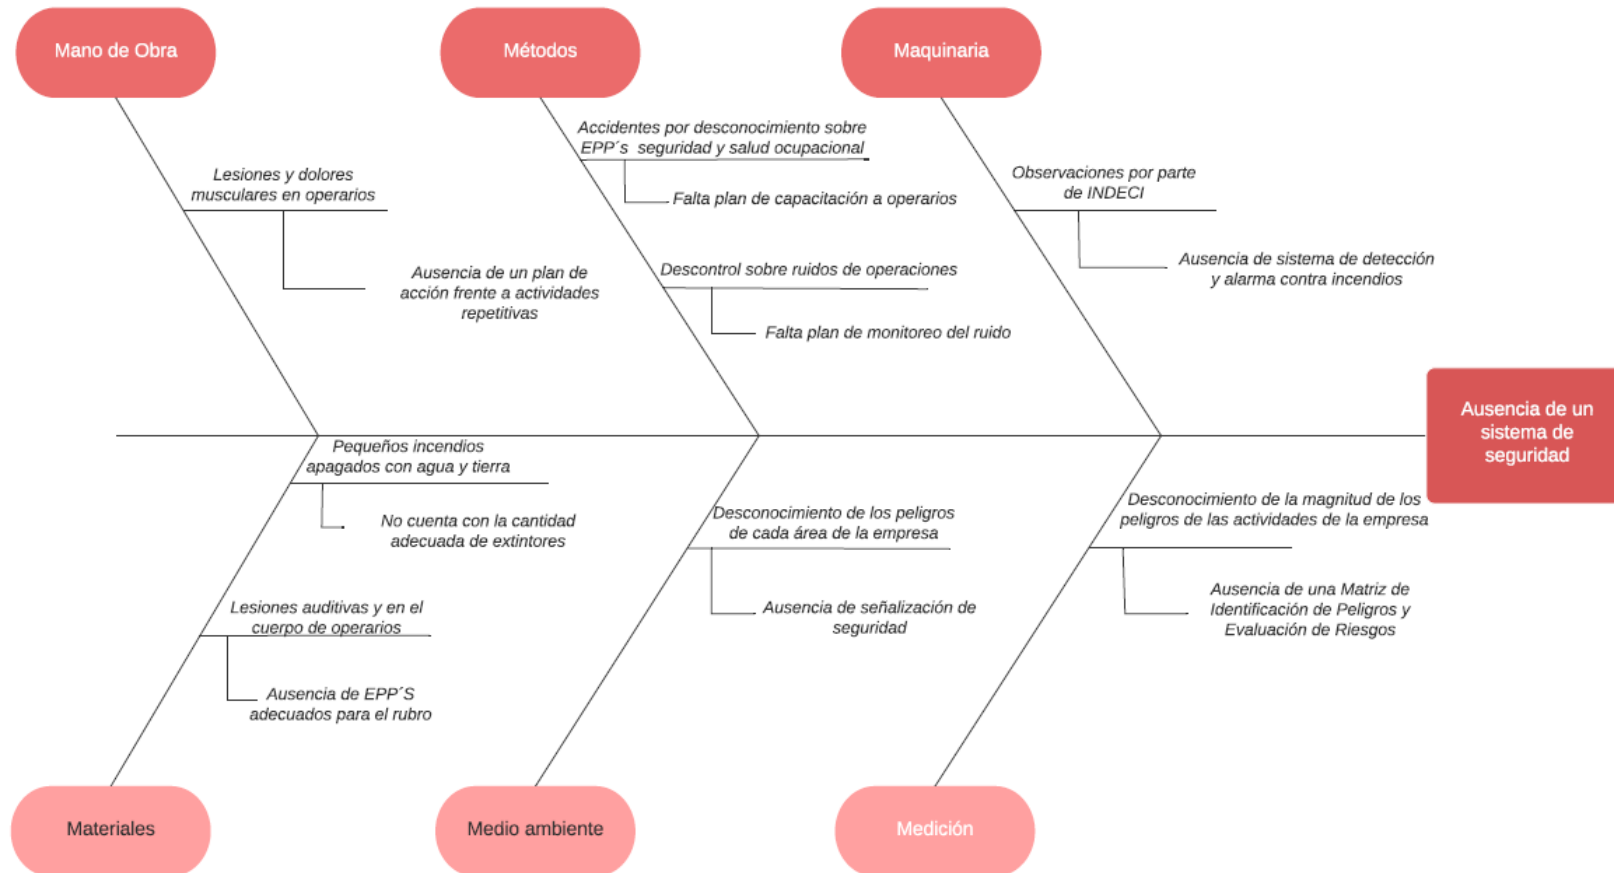 Mano de Obra
Métodos
Maquinaria
Lesiones y dolores
musculares en operarios
Ausencia de un plan de
acción frente a actividades
repetitivas
Accidentes por desconocimiento sobre
EPP´s seguridad y salud ocupacional
Falta plan de capacitación a operarios
Descontrol sobre ruidos de operaciones
Falta plan de monitoreo del ruido
Observaciones por parte
de INDECI
Ausencia de sistema de detección
y alarma contra incendios
Ausencia de un
sistema de
seguridad
Pequeños incendios
apagados con agua y tierra
No cuenta con la cantidad
adecuada de extintores
Lesiones auditivas y en el
cuerpo de operarios
Ausencia de EPP´S
adecuados para el rubro
Desconocimiento de los peligros
de cada área de la empresa
Ausencia de señalización de
seguridad
Desconocimiento de la magnitud de los
peligros de las actividades de la empresa
Ausencia de una Matriz de
Identificación de Peligros y
Evaluación de Riesgos
Materiales
Medio ambiente
Medición